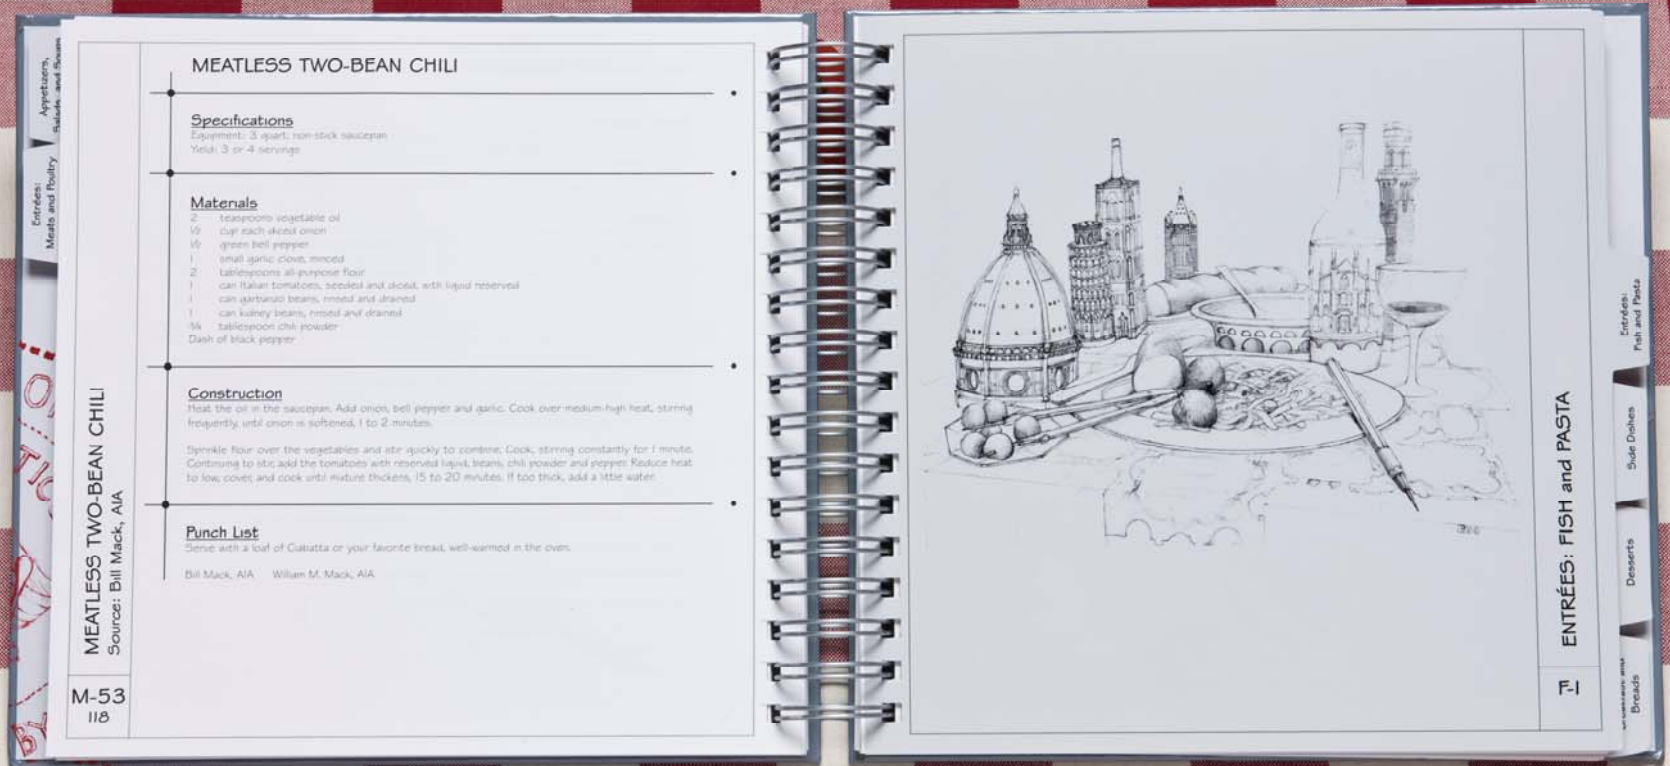 Appetizers,
Salads, and Soups
Entrées:
Meats and Poultry
MEATLESS TWO-BEAN CHILI
Source: Bill Mack, AIA
M-53
118
MEATLESS TWO-BEAN CHILI
Specifications
Equipment: 3 quart, non-stick saucepan
Yield: 3 or 4 servings
Materials
2 teaspoons vegetable oil
½ cup each diced onion
½ green bell pepper
1 small garlic clove, minced
2 tablespoons all-purpose flour
1 can Italian tomatoes, seeded and diced, with liquid reserved
1 can garbanzo beans, rinsed and drained
1 can kidney beans, rinsed and drained
tablespoon chili powder
Dash of black pepper
Construction
Heat the oil in the saucepan. Add onion, bell pepper and garlic. Cook over medium-high heat, stirring
frequently, until onion is softened, 1 to 2 minutes.
Sprinkle flour over the vegetables and stir quickly to combine. Cook, stirring constantly for 1 minute.
Continuing to stir, add the tomatoes with reserved liquid, beans, chili powder and pepper. Reduce heat
to low, cover, and cook until mixture thickens, 15 to 20 minutes. If too thick, add a little water.
Punch List
Serve with a loaf of Ciabatta or your favorite bread, well-warmed in the oven.
Bill Mack, AIA William M. Mack, AIA
ENTRÉES: FISH and PASTA
F-1
Entrées:
Fish and Pasta
Side Dishes
Desserts
Breads